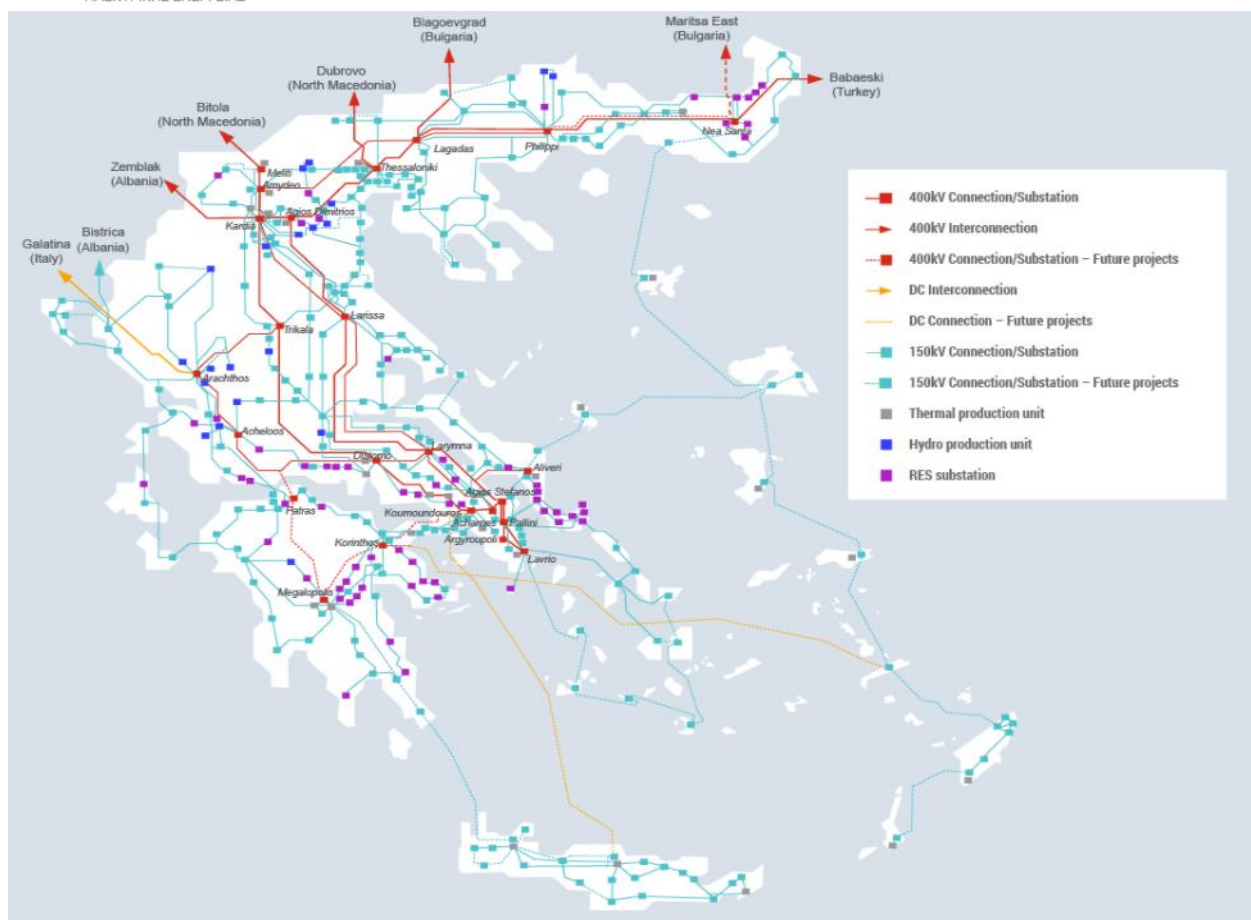 Blagoevgrad
(Bulgaria)
Maritsa East
(Bulgaria)
Dubrovo
(North Macedonia)
Babaeski
(Turkey)
Bitola
(North Macedonia)
Zemblak
(Albania)
Bistrica
(Albania)
Galatina
(Italy)
Nea Santa
Philippi
Lagadas
Thessaloniki
Meliti
Amydeo
Agios Dimitrios
Kardia
Larissa
Trikala
Arachthos
Acheloos
Larymna
Distomo
Aliveri
Agios Stefanos
Patras
Koumoundouros
Acharnes
Pallini
Argyroupoli
Korinthos
Lavrio
Megalopolis
400kV Connection/Substation
400kV Interconnection
400kV Connection/Substation – Future projects
DC Interconnection
DC Connection – Future projects
150kV Connection/Substation
150kV Connection/Substation – Future projects
Thermal production unit
Hydro production unit
RES substation